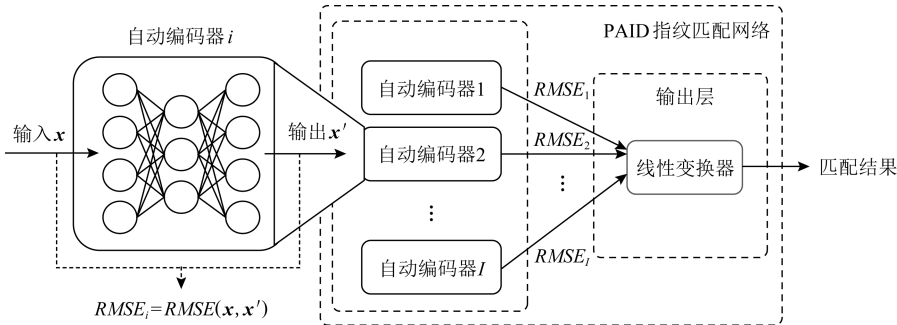 自动编码器i
输入x
输出x′
RMSEi=RMSE(x, x′)
PAID指纹匹配网络
自动编码器1
自动编码器2
⋮
自动编码器I
RMSE1
RMSE2
⋮
RMSEI
输出层
线性变换器
匹配结果